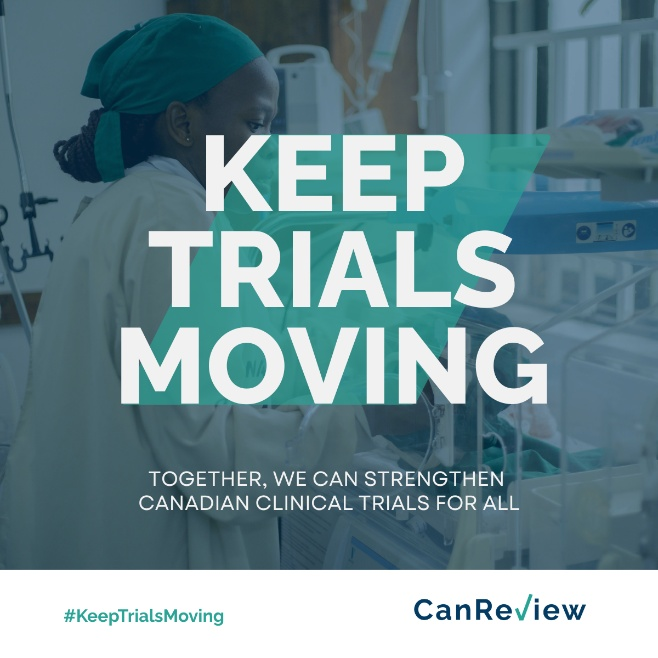 KEEP
TRIALS
MOVING
TOGETHER, WE CAN STRENGTHEN
CANADIAN CLINICAL TRIALS FOR ALL
#KeepTrialsMoving
CanReview